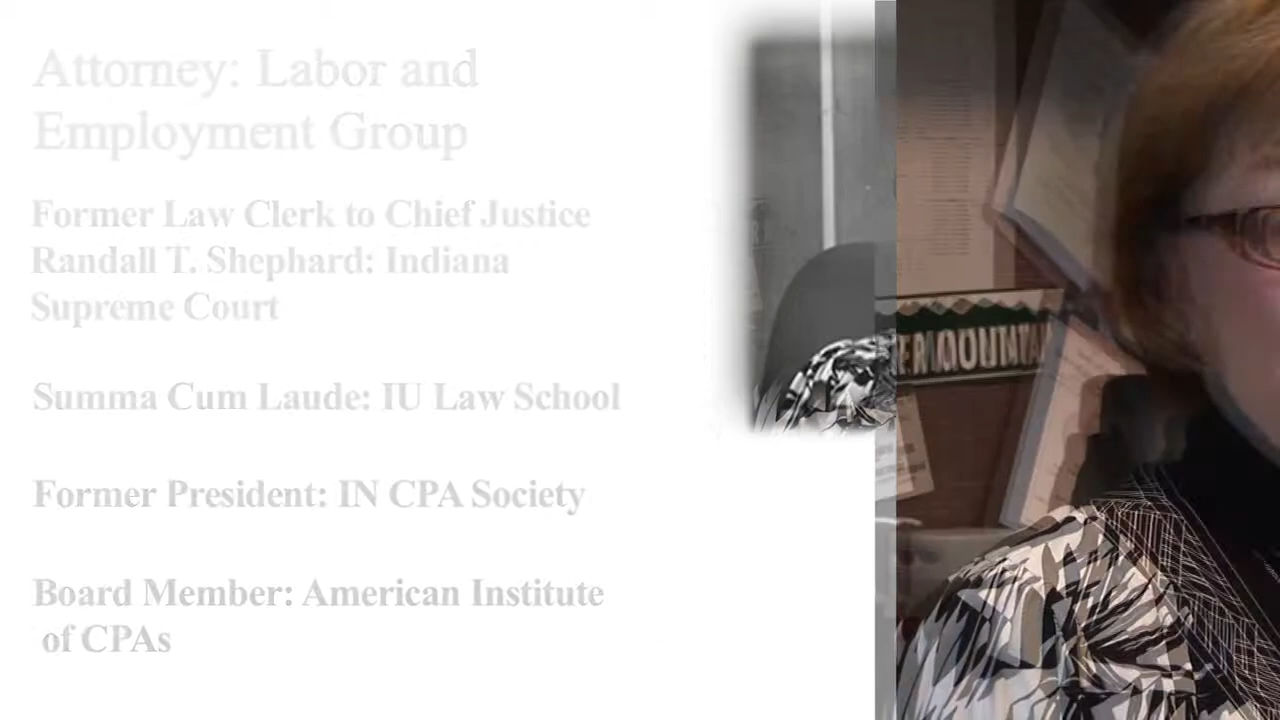 Attorney: Labor and
Employment Group
Former Law Clerk to Chief Justice
Randall T. Shephard: Indiana
Supreme Court
Summa Cum Laude: IU Law School
Former President: IN CPA Society
Board Member: American Institute
of CPAs